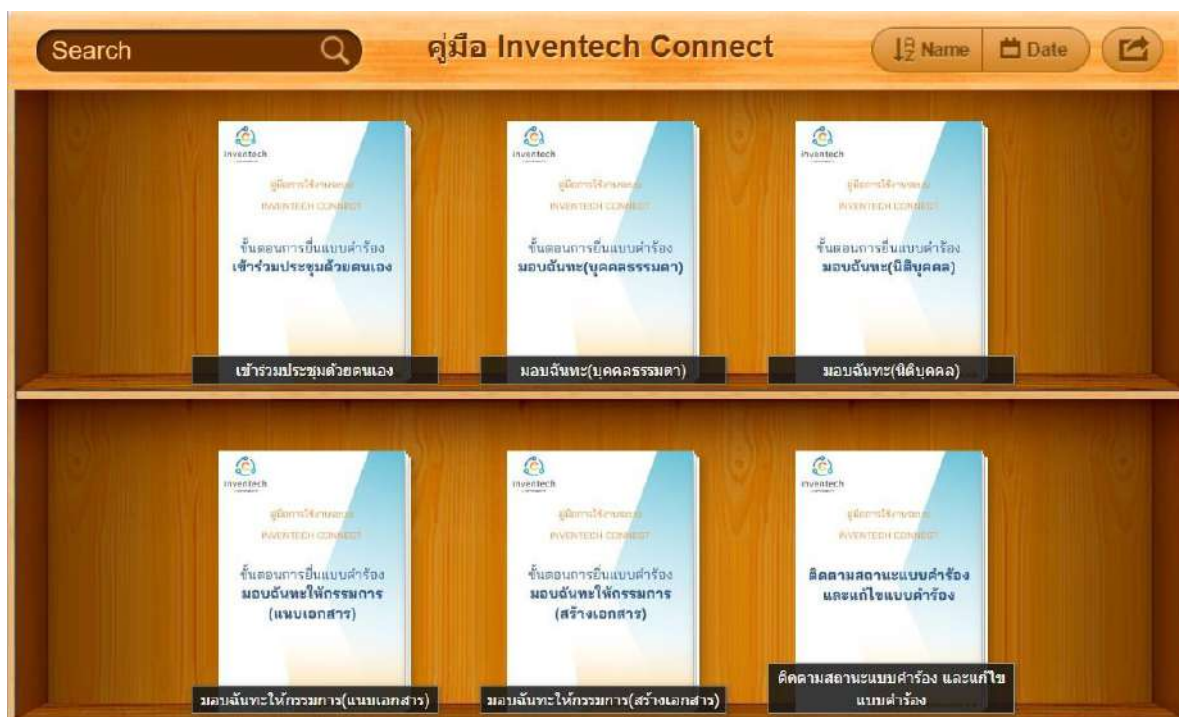 Search
คู่มือ Inventech Connect
Name
Date
inventech
คู่มือการใช้งานระบบ
INVENTECH CONNECT
ขั้นตอนการยื่นแบบคำร้อง
เข้าร่วมประชุมด้วยตนเอง
เข้าร่วมประชุมด้วยตนเอง
inventech
คู่มือการใช้งานระบบ
INVENTECH CONNECT
ขั้นตอนการยื่นแบบคำร้อง
มอบฉันทะ(บุคคลธรรมดา)
มอบฉันทะ(บุคคลธรรมดา)
inventech
คู่มือการใช้งานระบบ
INVENTECH CONNECT
ขั้นตอนการยื่นแบบคำร้อง
มอบฉันทะ(นิติบุคคล)
มอบฉันทะ(นิติบุคคล)
inventech
คู่มือการใช้งานระบบ
INVENTECH CONNECT
ขั้นตอนการยื่นแบบคำร้อง
มอบฉันทะให้กรรมการ
(แนบเอกสาร)
มอบฉันทะให้กรรมการ(แนบเอกสาร)
inventech
คู่มือการใช้งานระบบ
INVENTECH CONNECT
ขั้นตอนการยื่นแบบคำร้อง
มอบฉันทะให้กรรมการ
(สร้างเอกสาร)
มอบฉันทะให้กรรมการ(สร้างเอกสาร)
inventech
คู่มือการใช้งานระบบ
INVENTECH CONNECT
ติดตามสถานะแบบคำร้อง
และแก้ไขแบบคำร้อง
ติดตามสถานะแบบคำร้อง และแก้ไข
แบบคำร้อง